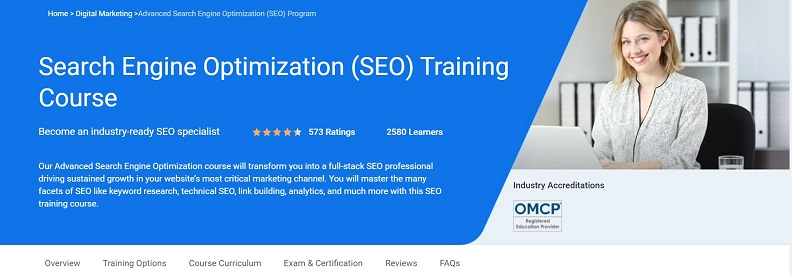 Home > Digital Marketing >Advanced Search Engine Optimization (SEO) Program
Search Engine Optimization (SEO) Training
Course
Become an industry-ready SEO specialist
573 Ratings
2580 Learners
Our Advanced Search Engine Optimization course will transform you into a full-stack SEO professional
driving sustained growth in your website's most critical marketing channel. You will master the many
facets of SEO like keyword research, technical SEO, link building, analytics, and much more with this SEO
training course.
Industry Accreditations
OMCP
Registered
Education Provider
Overview
Training Options
Course Curriculum
Exam & Certification
Reviews
FAQs